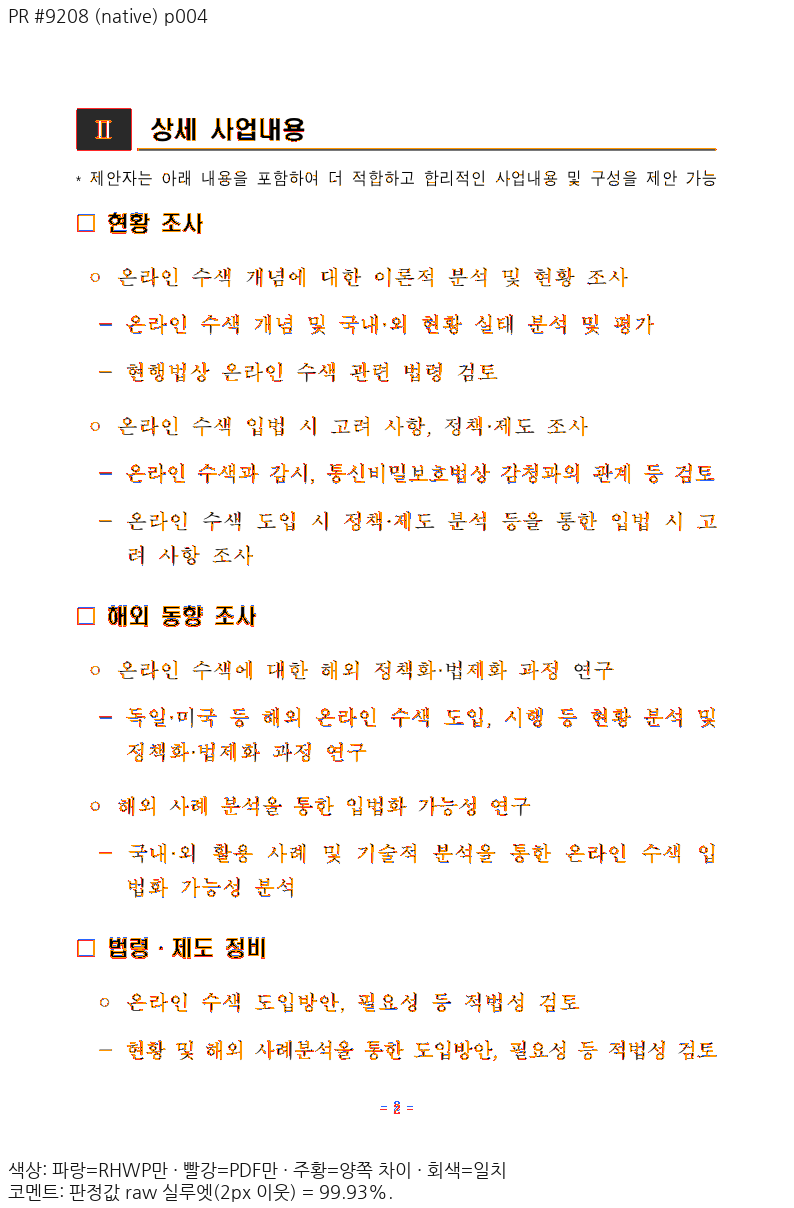 PR #9208 (native) p004
Ⅱ 상세 사업내용
* 제안자는 아래 내용을 포함하여 더 적합하고 합리적인 사업내용 및 구성을 제안 가능
□ 현황 조사
○ 온라인 수색 개념에 대한 이론적 분석 및 현황 조사
- 온라인 수색 개념 및 국내·외 현황 실태 분석 및 평가
- 현행법상 온라인 수색 관련 법령 검토
○ 온라인 수색 입법 시 고려 사항, 정책·제도 조사
- 온라인 수색과 감시, 통신비밀보호법상 감청과의 관계 등 검토
- 온라인 수색 도입 시 정책·제도 분석 등을 통한 입법 시 고
려 사항 조사
□ 해외 동향 조사
○ 온라인 수색에 대한 해외 정책화·법제화 과정 연구
- 독일·미국 등 해외 온라인 수색 도입, 시행 등 현황 분석 및
정책화·법제화 과정 연구
○ 해외 사례 분석을 통한 입법화 가능성 연구
- 국내·외 활용 사례 및 기술적 분석을 통한 온라인 수색 입
법화 가능성 분석
□ 법령·제도 정비
○ 온라인 수색 도입방안, 필요성 등 적법성 검토
- 현황 및 해외 사례분석을 통한 도입방안, 필요성 등 적법성 검토
색상: 파랑=RHWP만 · 빨강=PDF만 · 주황=양쪽 차이 · 회색=일치
코멘트: 판정값 raw 실루엣(2px 이웃) = 99.93%.